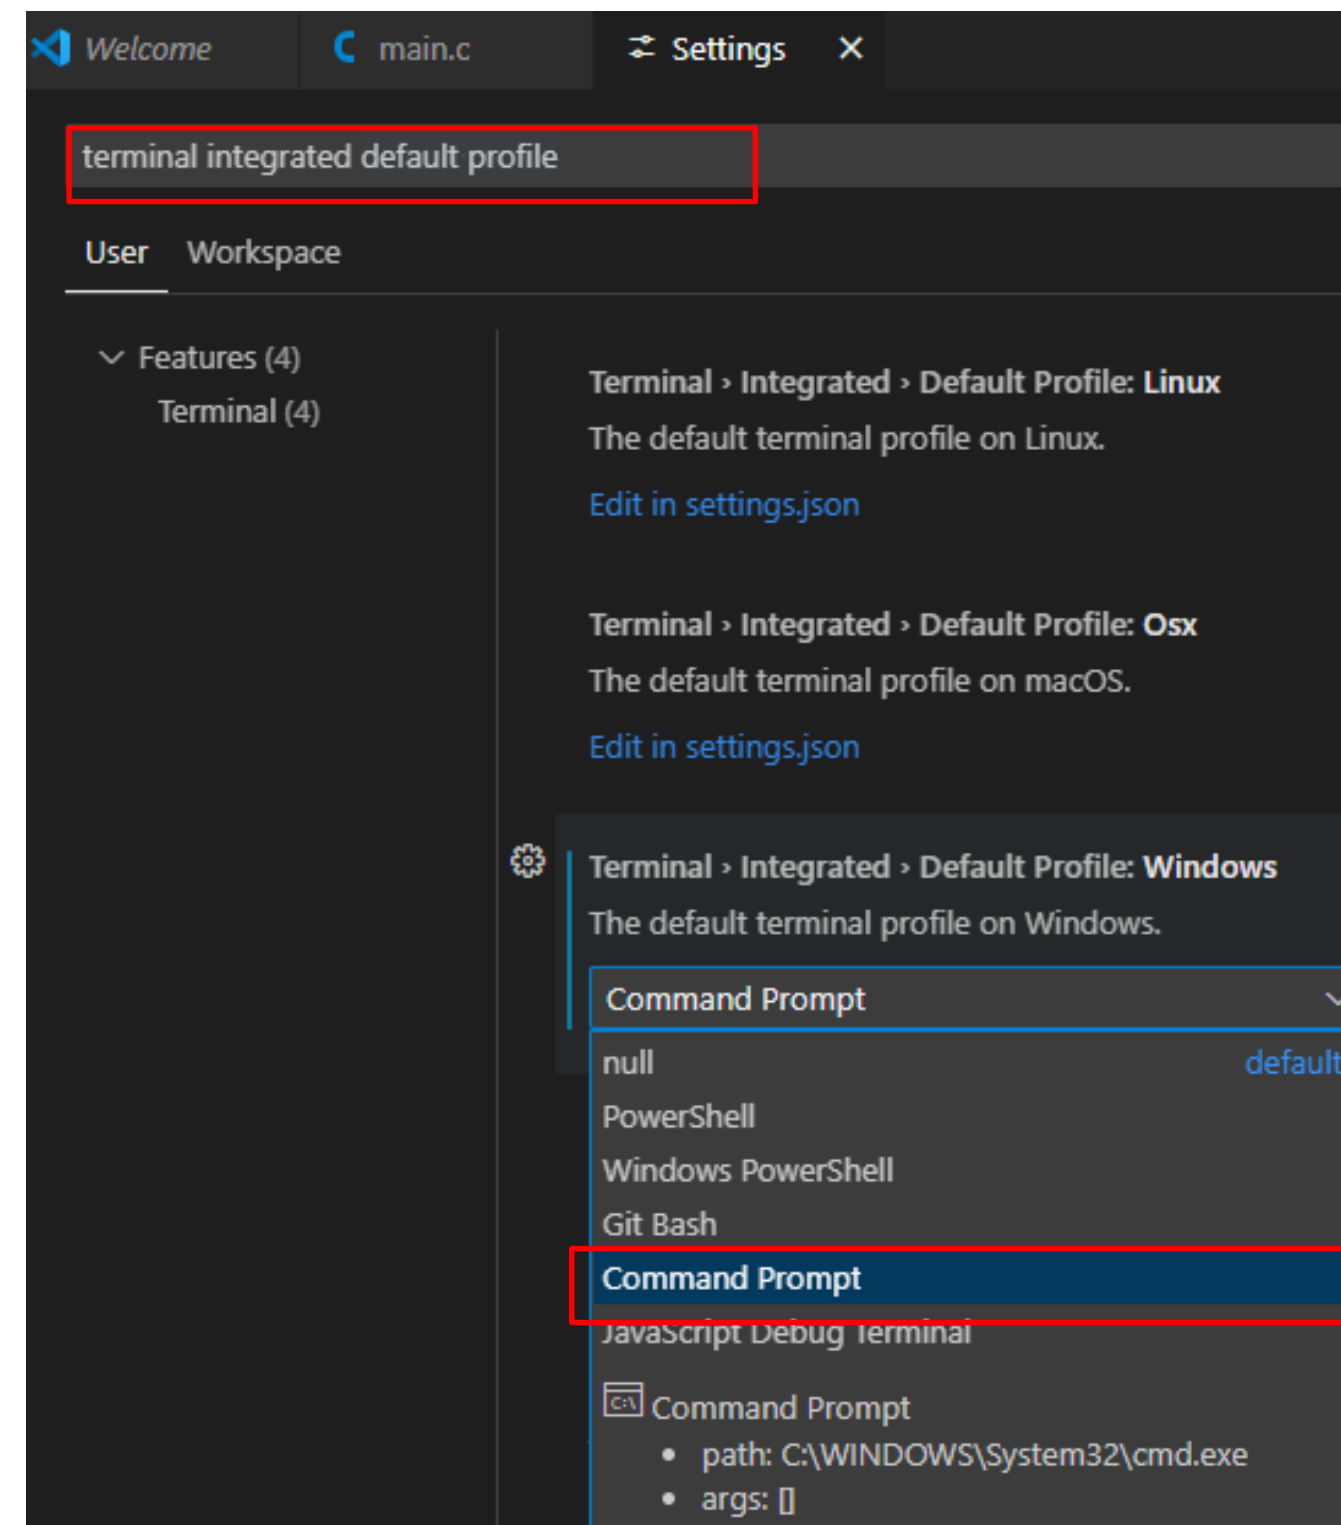 Welcome
C main.c
Settings
terminal integrated default profile
User Workspace
Features (4)
Terminal (4)
Terminal › Integrated › Default Profile: Linux
The default terminal profile on Linux.
Edit in settings.json
Terminal › Integrated › Default Profile: Osx
The default terminal profile on macOS.
Edit in settings.json
Terminal › Integrated › Default Profile: Windows
The default terminal profile on Windows.
Command Prompt
null default
PowerShell
Windows PowerShell
Git Bash
Command Prompt
JavaScript Debug Terminal
C:\ Command Prompt
• path: C:\WINDOWS\System32\cmd.exe
• args: []